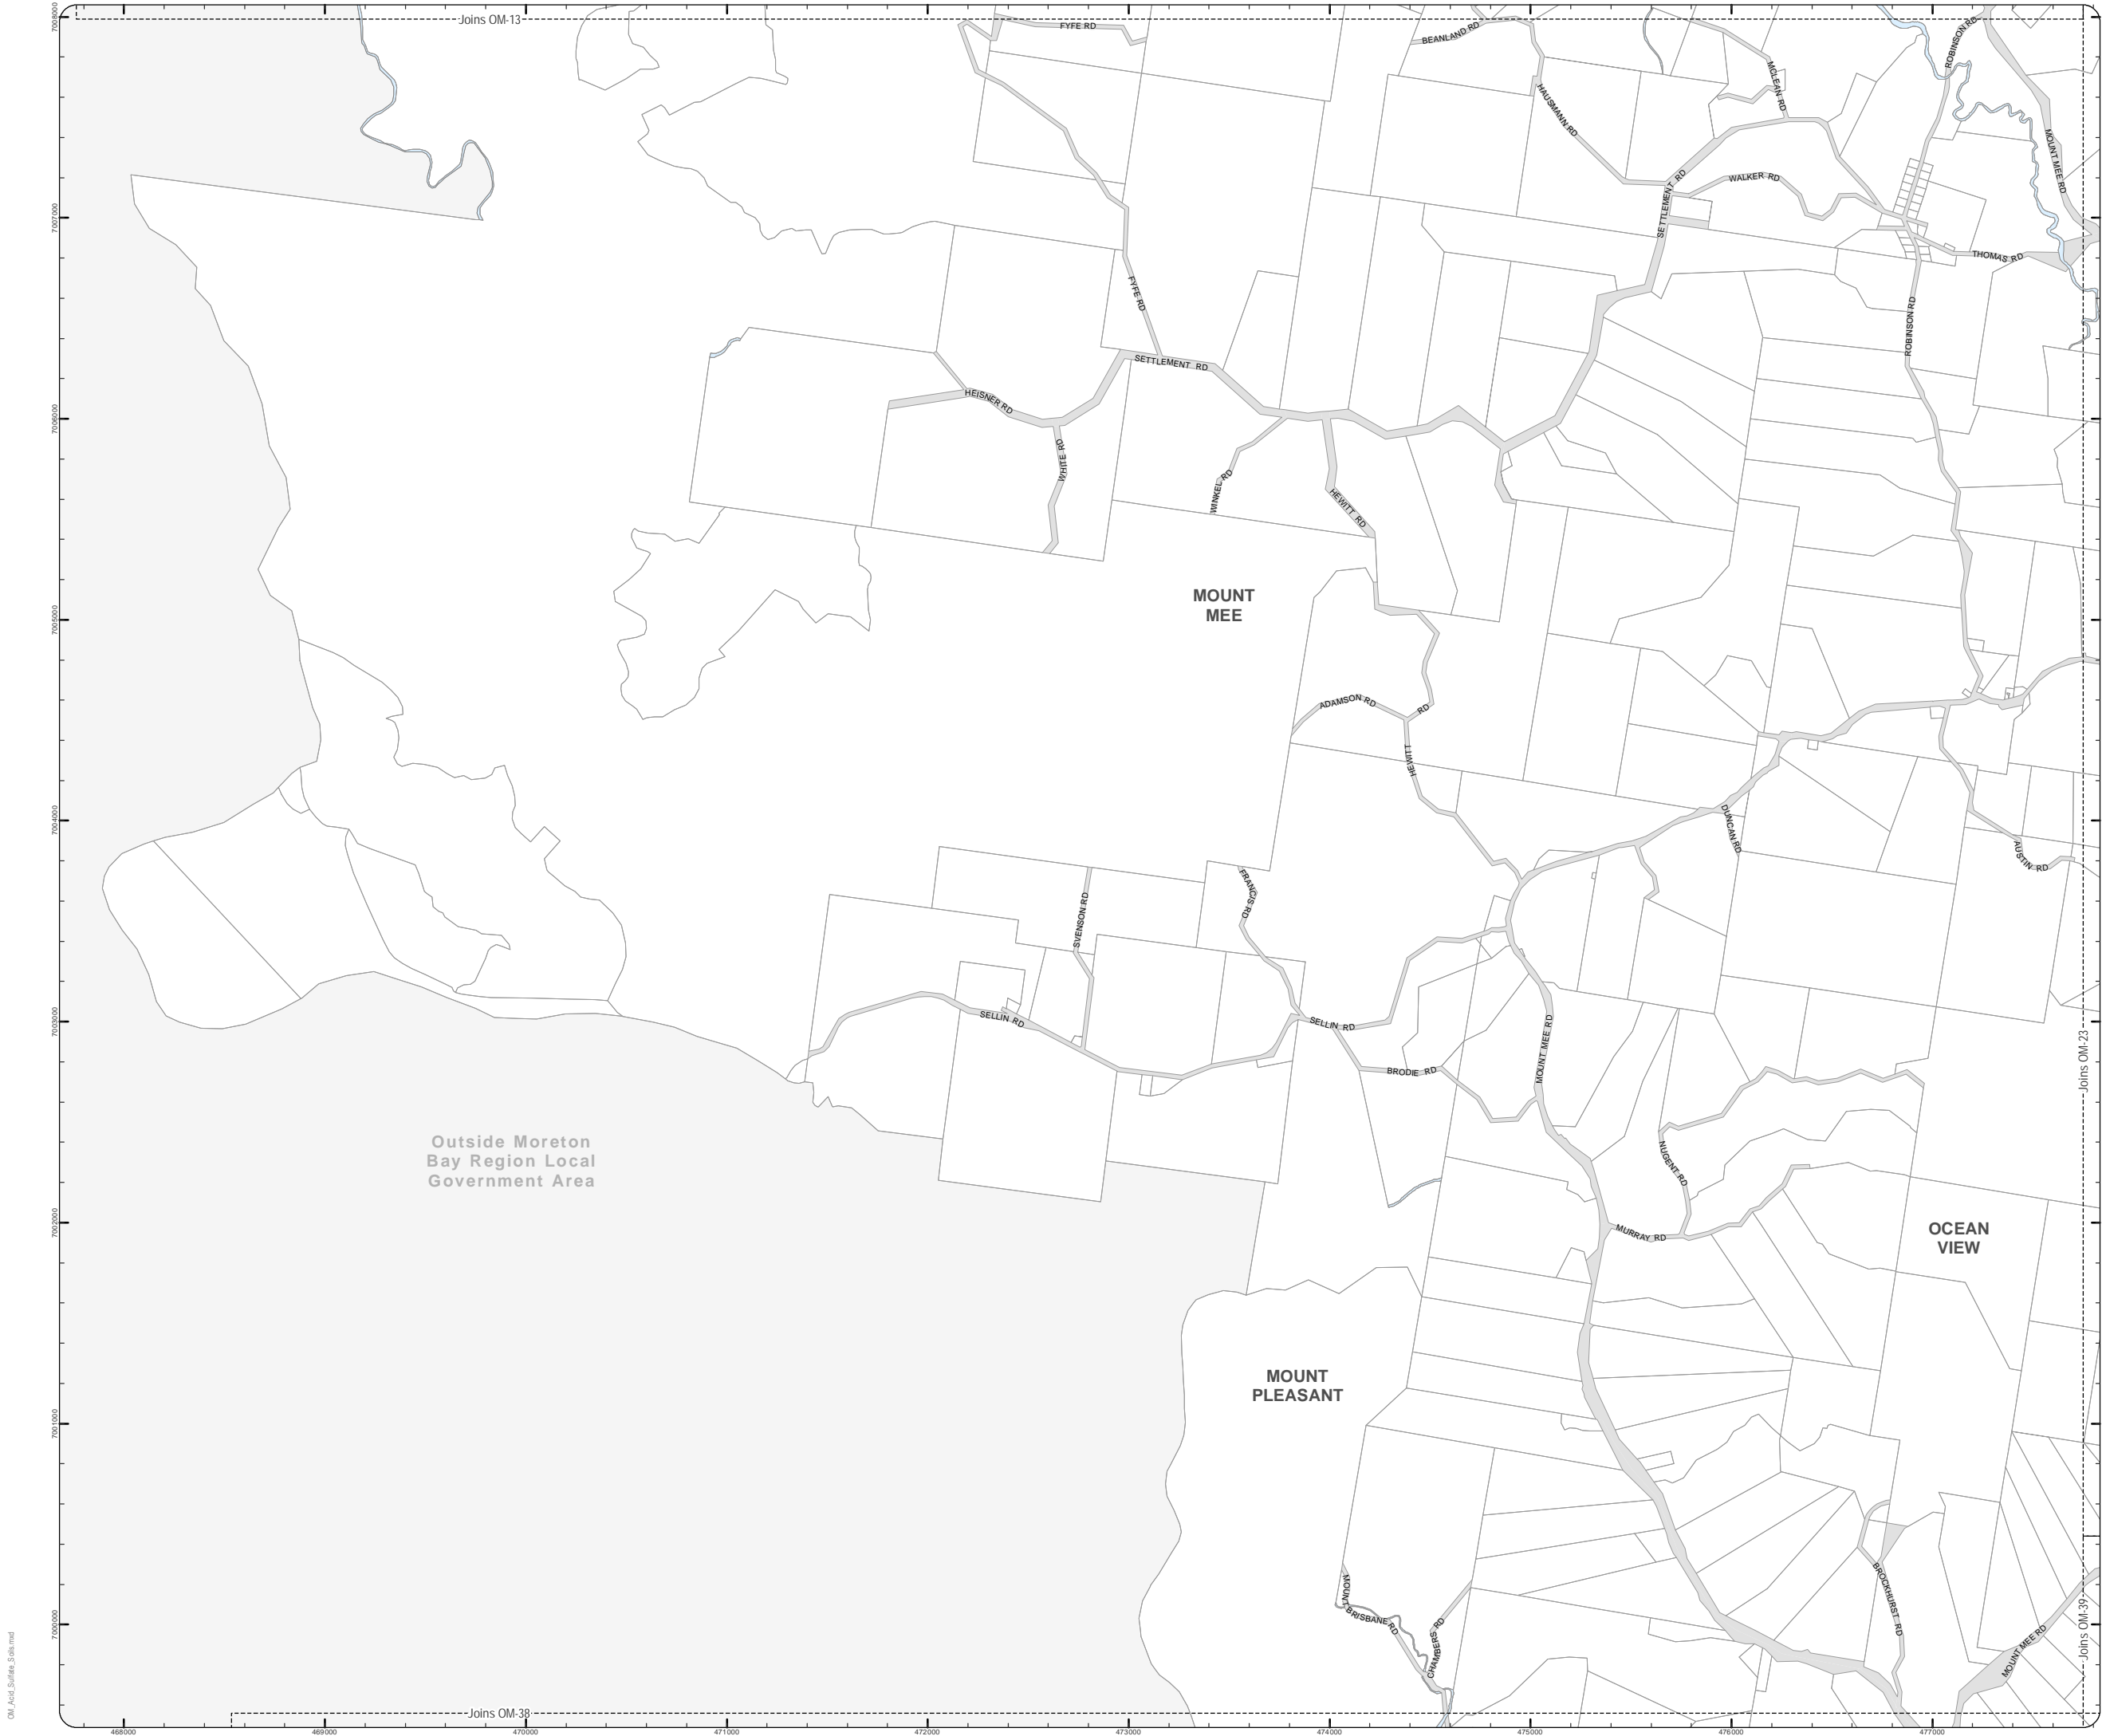 Joins OM-13
FYFE RD
BEANLAND RD
ROBINSON RD
MCLEAN RD
HAUSMANN RD
MOUNT MEE RD
SETTLEMENT RD
WALKER RD
THOMAS RD
FYFE RD
ROBINSON RD
SETTLEMENT RD
HEISNER RD
WHITE RD
WINKEL RD
HEWITT RD
MOUNT
MEE
ADAMSON RD
HEWITT RD
DUNCAN RD
AUSTIN RD
FRANCIS RD
SVENSON RD
SELLIN RD
SELLIN RD
MOUNT MEE RD
BRODIE RD
Joins OM-23
Outside Moreton
Bay Region Local
Government Area
NUGENT RD
MURRAY RD
OCEAN
VIEW
MOUNT
PLEASANT
MOUNT BRISBANE RD
CHAMBERS RD
BROCKHURST RD
MOUNT MEE RD
Joins OM-39
Joins OM-38
7008000
7007000
7006000
7005000
7004000
7003000
7002000
7001000
7000000
468000
469000
470000
471000
472000
473000
474000
475000
476000
477000
OM_Acid_Sulfate_Soils.mxd